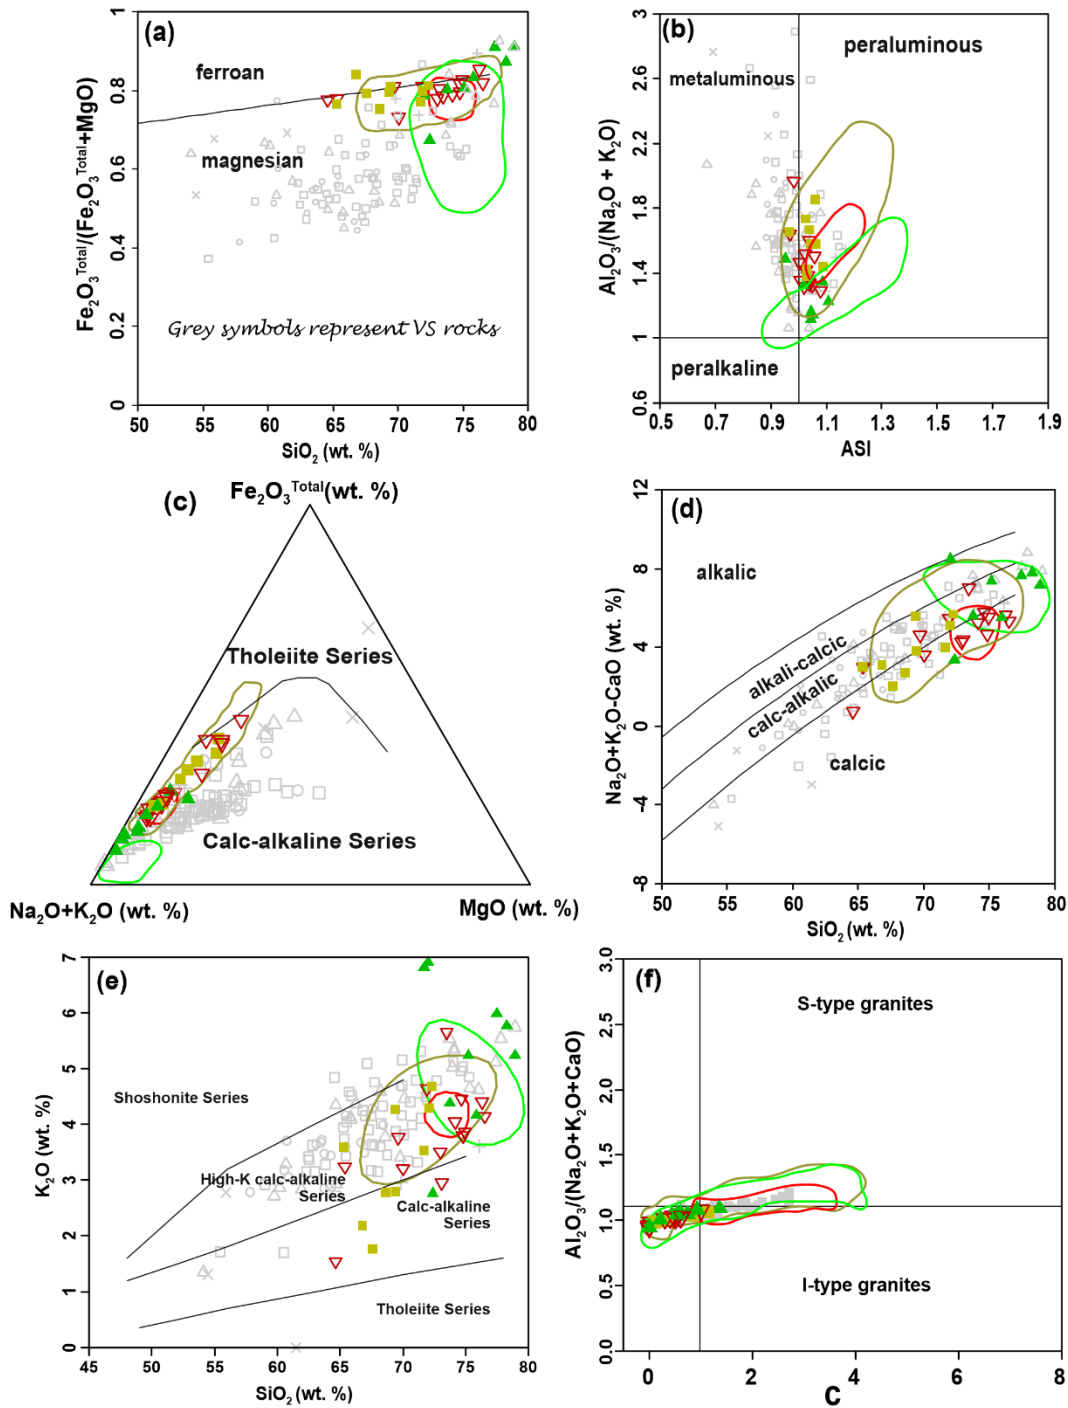 (a)
ferroan
magnesian
Grey symbols represent VS rocks
Fe₂O₃ᵀᵒᵗᵃˡ/(Fe₂O₃ᵀᵒᵗᵃˡ+MgO)
1
0.8
0.6
0.4
0.2
0
50 55 60 65 70 75 80
SiO₂ (wt. %)
(b)
peraluminous
metaluminous
peralkaline
Al₂O₃/(Na₂O + K₂O)
3
2.6
2.2
1.8
1.4
1
0.6
0.5 0.7 0.9 1.1 1.3 1.5 1.7 1.9
ASI
(c)
Fe₂O₃ᵀᵒᵗᵃˡ(wt. %)
Tholeiite Series
Calc-alkaline Series
Na₂O+K₂O (wt. %)
MgO (wt. %)
(d)
alkalic
alkali-calcic
calc-alkalic
calcic
Na₂O+K₂O-CaO (wt. %)
12
8
4
0
-4
-8
50 55 60 65 70 75 80
SiO₂ (wt. %)
(e)
Shoshonite Series
High-K calc-alkaline
Series
Calc-alkaline
Series
Tholeiite Series
K₂O (wt. %)
7
6
5
4
3
2
1
0
45 50 55 60 65 70 75 80
SiO₂ (wt. %)
(f)
S-type granites
I-type granites
Al₂O₃/(Na₂O+K₂O+CaO)
3.0
2.5
2.0
1.5
1.0
0.5
0.0
0 2 4 6 8
C